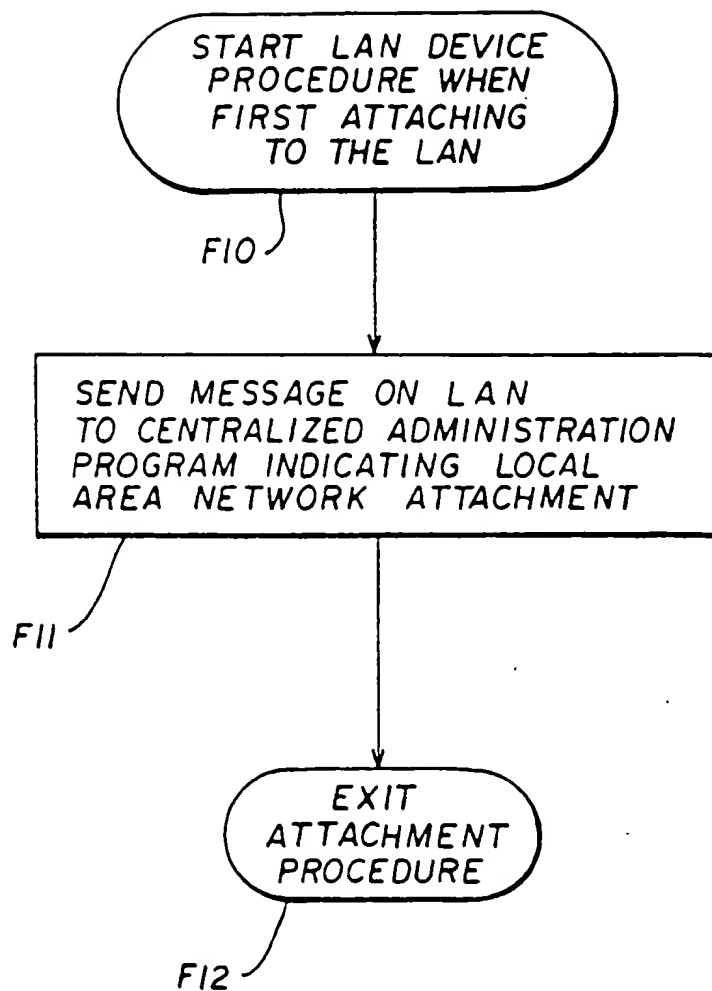 START LAN DEVICE
PROCEDURE WHEN
FIRST ATTACHING
TO THE LAN
F10
SEND MESSAGE ON LAN
TO CENTRALIZED ADMINISTRATION
PROGRAM INDICATING LOCAL
AREA NETWORK ATTACHMENT
F11
EXIT
ATTACHMENT
PROCEDURE
F12